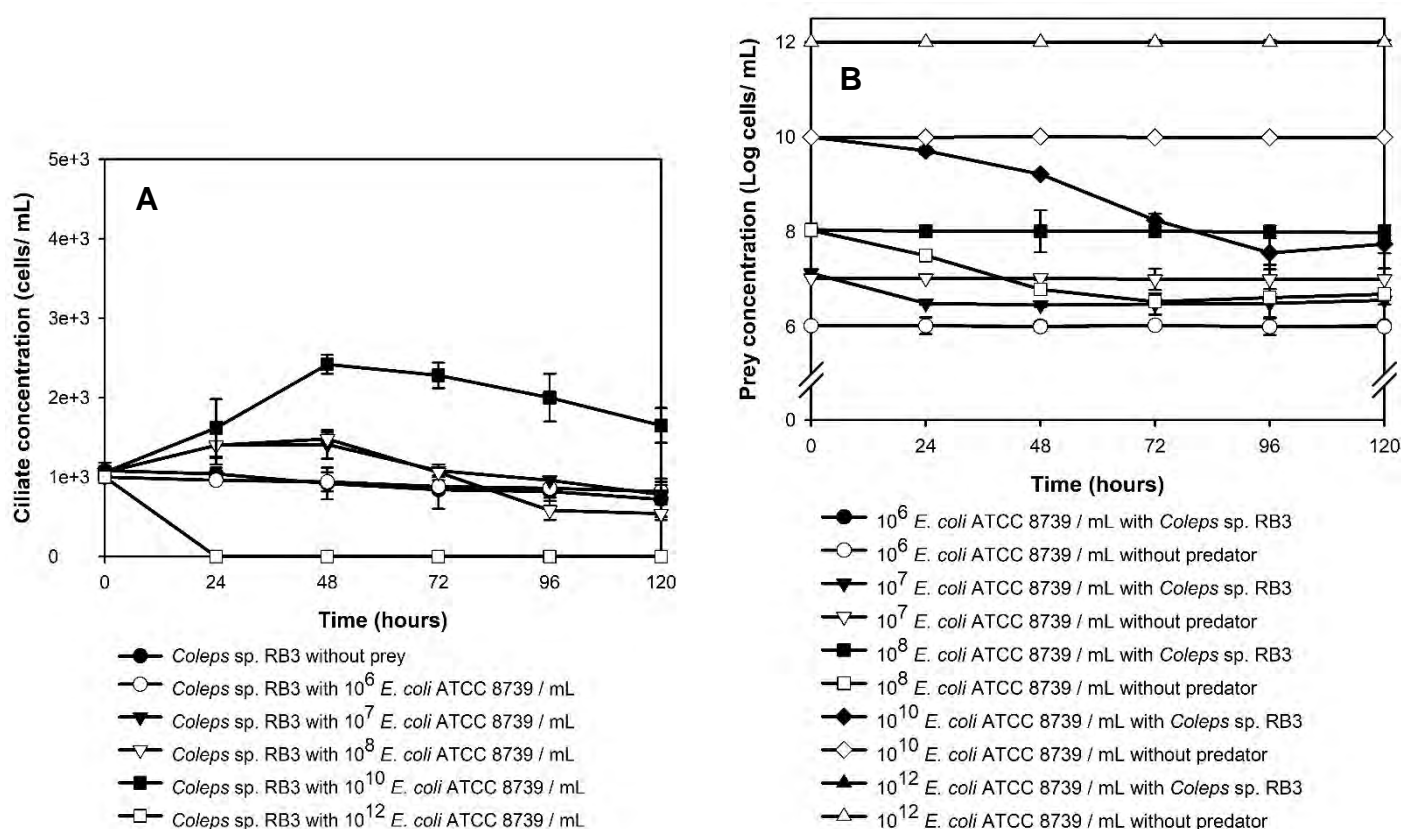 A
Ciliate concentration (cells/ mL)
5e+3
4e+3
3e+3
2e+3
1e+3
0
0 24 48 72 96 120
Time (hours)
Coleps sp. RB3 without prey
Coleps sp. RB3 with 10^6 E. coli ATCC 8739 / mL
Coleps sp. RB3 with 10^7 E. coli ATCC 8739 / mL
Coleps sp. RB3 with 10^8 E. coli ATCC 8739 / mL
Coleps sp. RB3 with 10^10 E. coli ATCC 8739 / mL
Coleps sp. RB3 with 10^12 E. coli ATCC 8739 / mL
B
Prey concentration (Log cells/ mL)
12
10
8
6
0
0 24 48 72 96 120
Time (hours)
10^6 E. coli ATCC 8739 / mL with Coleps sp. RB3
10^6 E. coli ATCC 8739 / mL without predator
10^7 E. coli ATCC 8739 / mL with Coleps sp. RB3
10^7 E. coli ATCC 8739 / mL without predator
10^8 E. coli ATCC 8739 / mL with Coleps sp. RB3
10^8 E. coli ATCC 8739 / mL without predator
10^10 E. coli ATCC 8739 / mL with Coleps sp. RB3
10^10 E. coli ATCC 8739 / mL without predator
10^12 E. coli ATCC 8739 / mL with Coleps sp. RB3
10^12 E. coli ATCC 8739 / mL without predator